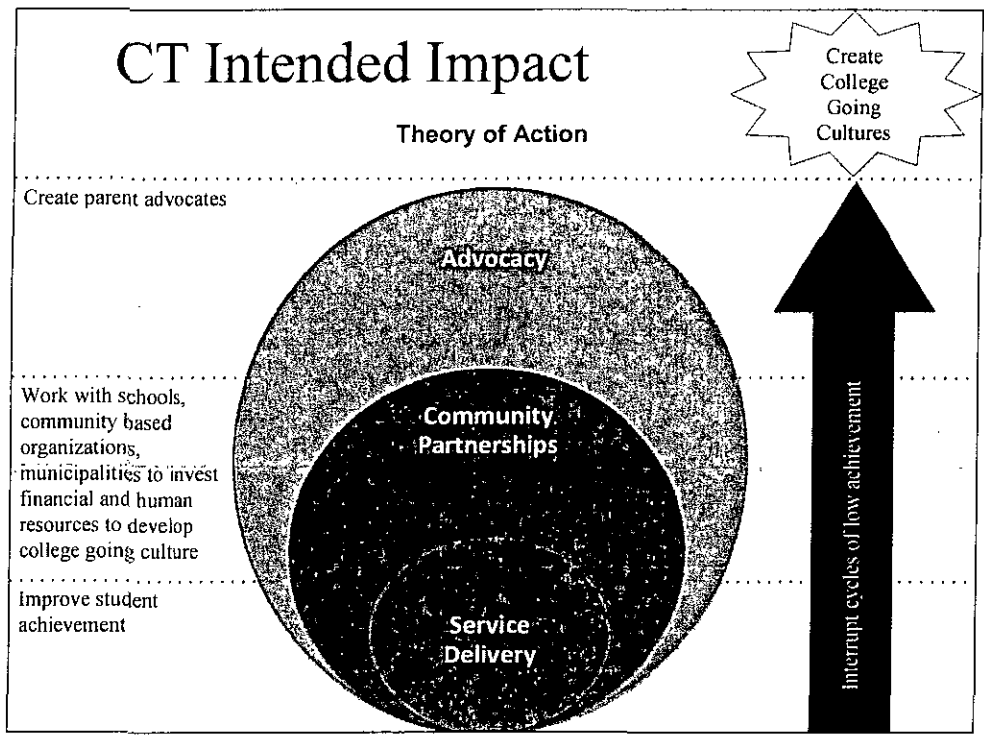 CT Intended Impact
Theory of Action
Create
College
Going
Cultures
Create parent advocates
Advocacy
Work with schools,
community based
organizations,
municipalities to invest
financial and human
resources to develop
college going culture
Community
Partnerships
Improve student
achievement
Service
Delivery
Interrupt cycles of low achievement